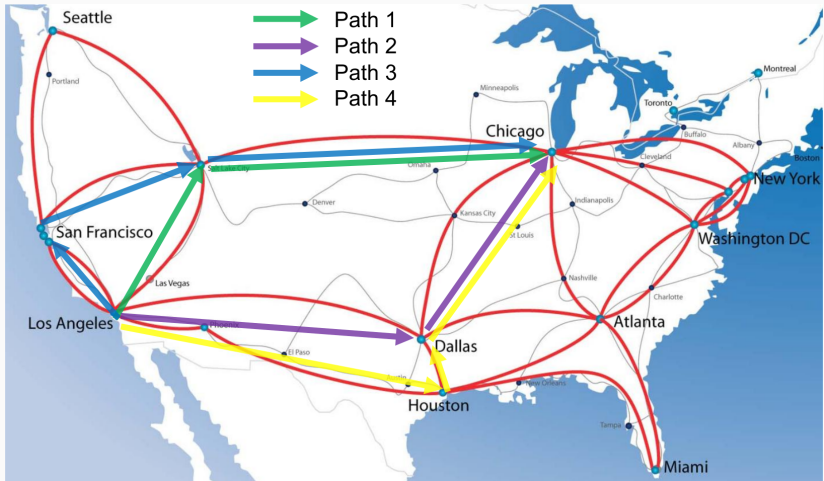 Seattle
Path 1
Path 2
Path 3
Path 4
Portland
Minneapolis
Montreal
Toronto
Chicago
Buffalo
Albany
Boston
Cleveland
Salt Lake City
Omaha
New York
Denver
Kansas City
Indianapolis
St Louis
San Francisco
Washington DC
Las Vegas
Nashville
Charlotte
Los Angeles
Phoenix
Atlanta
Dallas
El Paso
Austin
New Orleans
Houston
Tampa
Miami